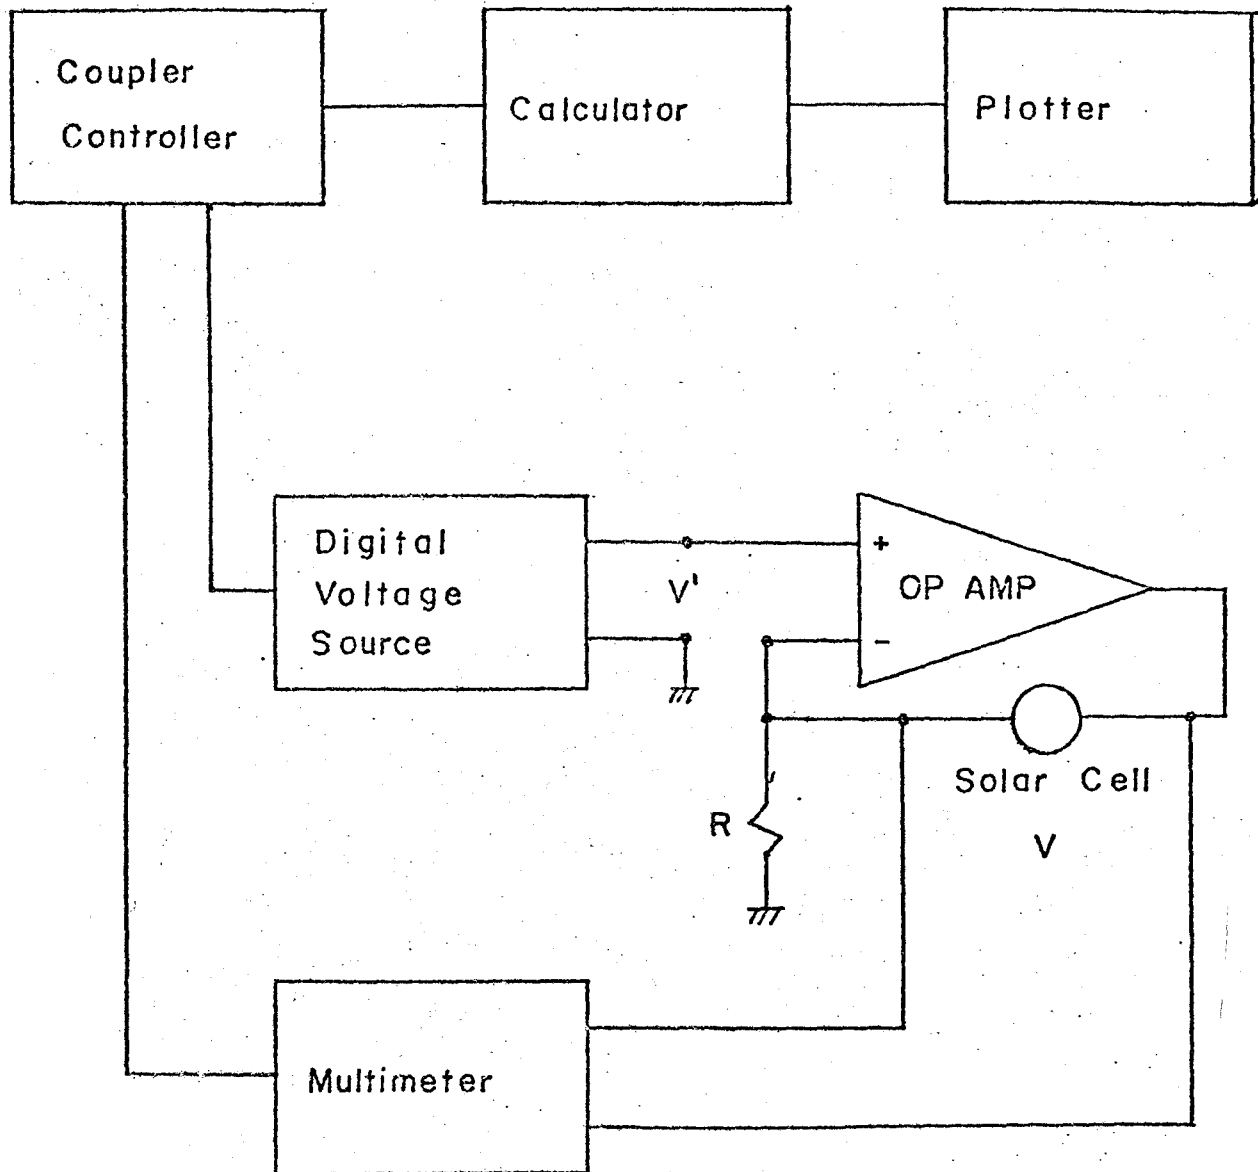 Coupler
Controller
Calculator
Plotter
Digital
Voltage
Source
V'
+
OP AMP
-
Solar Cell
V
R
Multimeter